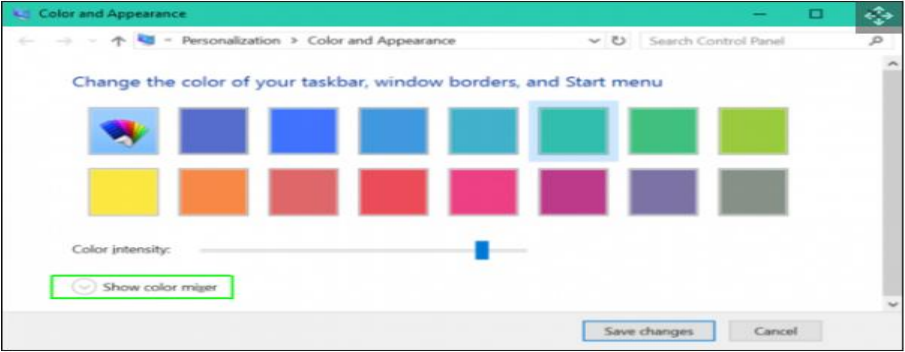 Color and Appearance
Personalization > Color and Appearance
Search Control Panel
Change the color of your taskbar, window borders, and Start menu
Color intensity:
Show color mixer
Save changes
Cancel